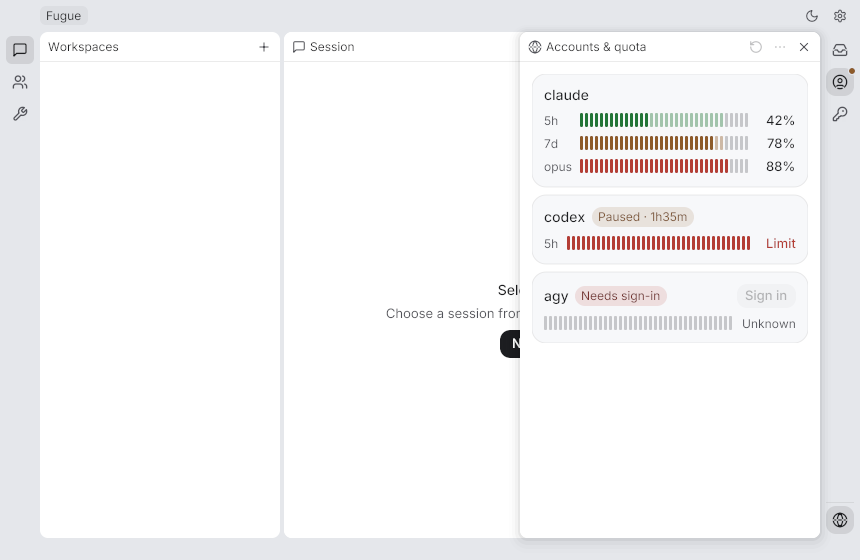 Fugue
Workspaces
Session
Accounts & quota
claude
5h 42%
7d 78%
opus 88%
codex Paused · 1h35m
5h Limit
agy Needs sign-in Sign in
Unknown
Choose a session